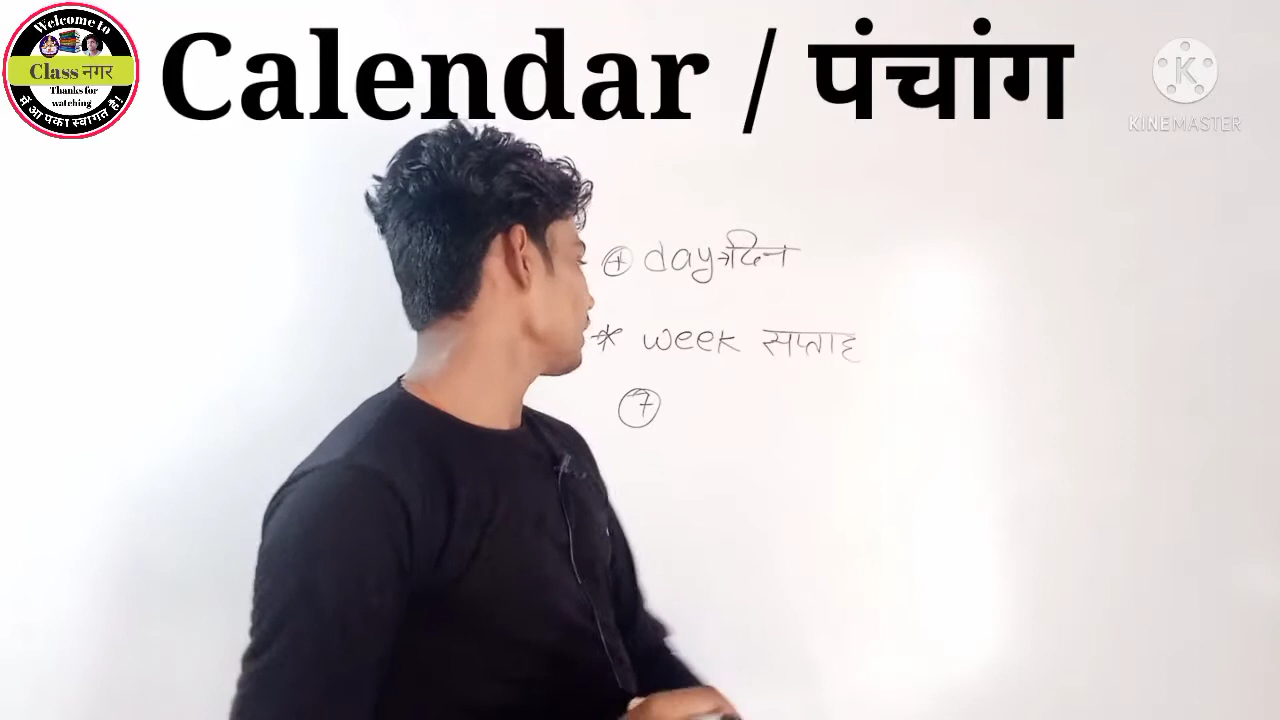 Welcome to
Class नगर
Thanks for
watching
में आपका स्वागत है!
Calendar / पंचांग
K
KINEMASTER
day→दिन
* week सप्ताह
7